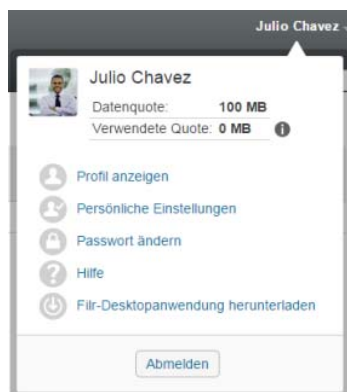 Julio Chavez
Julio Chavez
Datenquote: 100 MB
Verwendete Quote: 0 MB
Profil anzeigen
Persönliche Einstellungen
Passwort ändern
Hilfe
Filr-Desktopanwendung herunterladen
Abmelden